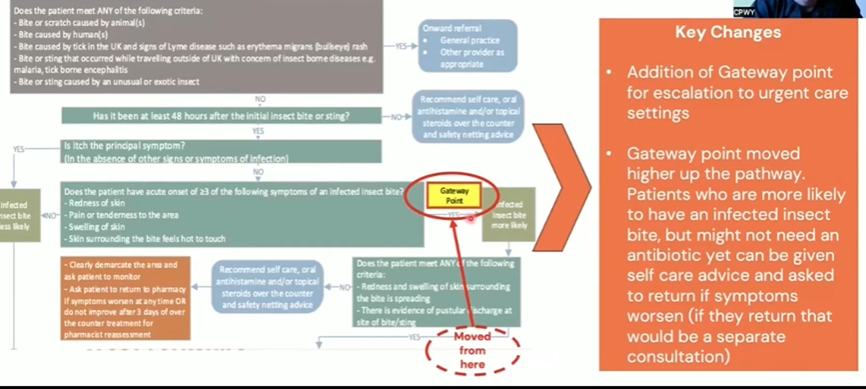 CPWY
Does the patient meet ANY of the following criteria:
- Bite or scratch caused by animal(s)
- Bite caused by human(s)
- Bite caused by tick in the UK and signs of Lyme disease such as erythema migrans (bullseye) rash
- Bite or sting that occurred while travelling outside of UK with concern of insect borne diseases e.g.
malaria, tick borne encephalitis
- Bite or sting caused by an unusual or exotic insect
YES
Onward referral
• General practice
• Other provider as
appropriate
NO
Has it been at least 48 hours after the initial insect bite or sting?
NO
Recommend self care, oral
antihistamine and/or topical
steroids over the counter
and safety netting advice
YES
Is itch the principal symptom?
(In the absence of other signs or symptoms of infection)
YES
NO
Does the patient have acute onset of ≥3 of the following symptoms of an infected insect bite?
- Redness of skin
- Pain or tenderness to the area
- Swelling of skin
- Skin surrounding the bite feels hot to touch
NO
nfected
nsect bite
ess likely
Gateway
Point
YES
nfected
insect bite
more likely
Does the patient meet ANY of the following
criteria:
- Redness and swelling of skin surrounding
the bite is spreading
- There is evidence of pustular discharge at
site of bite/sting
NO
Recommend self care, oral
antihistamine and/or topical
steroids over the counter
and safety netting advice
- Clearly demarcate the area and
ask patient to monitor
- Ask patient to return to pharmacy
if symptoms worsen at any time OR
do not improve after 3 days of over
the counter treatment for
pharmacist reassessment
YES
Moved
from
here
Key Changes
• Addition of Gateway point
for escalation to urgent care
settings
• Gateway point moved
higher up the pathway.
Patients who are more likely
to have an infected insect
bite, but might not need an
antibiotic yet can be given
self care advice and asked
to return if symptoms
worsen (if they return that
would be a separate
consultation)